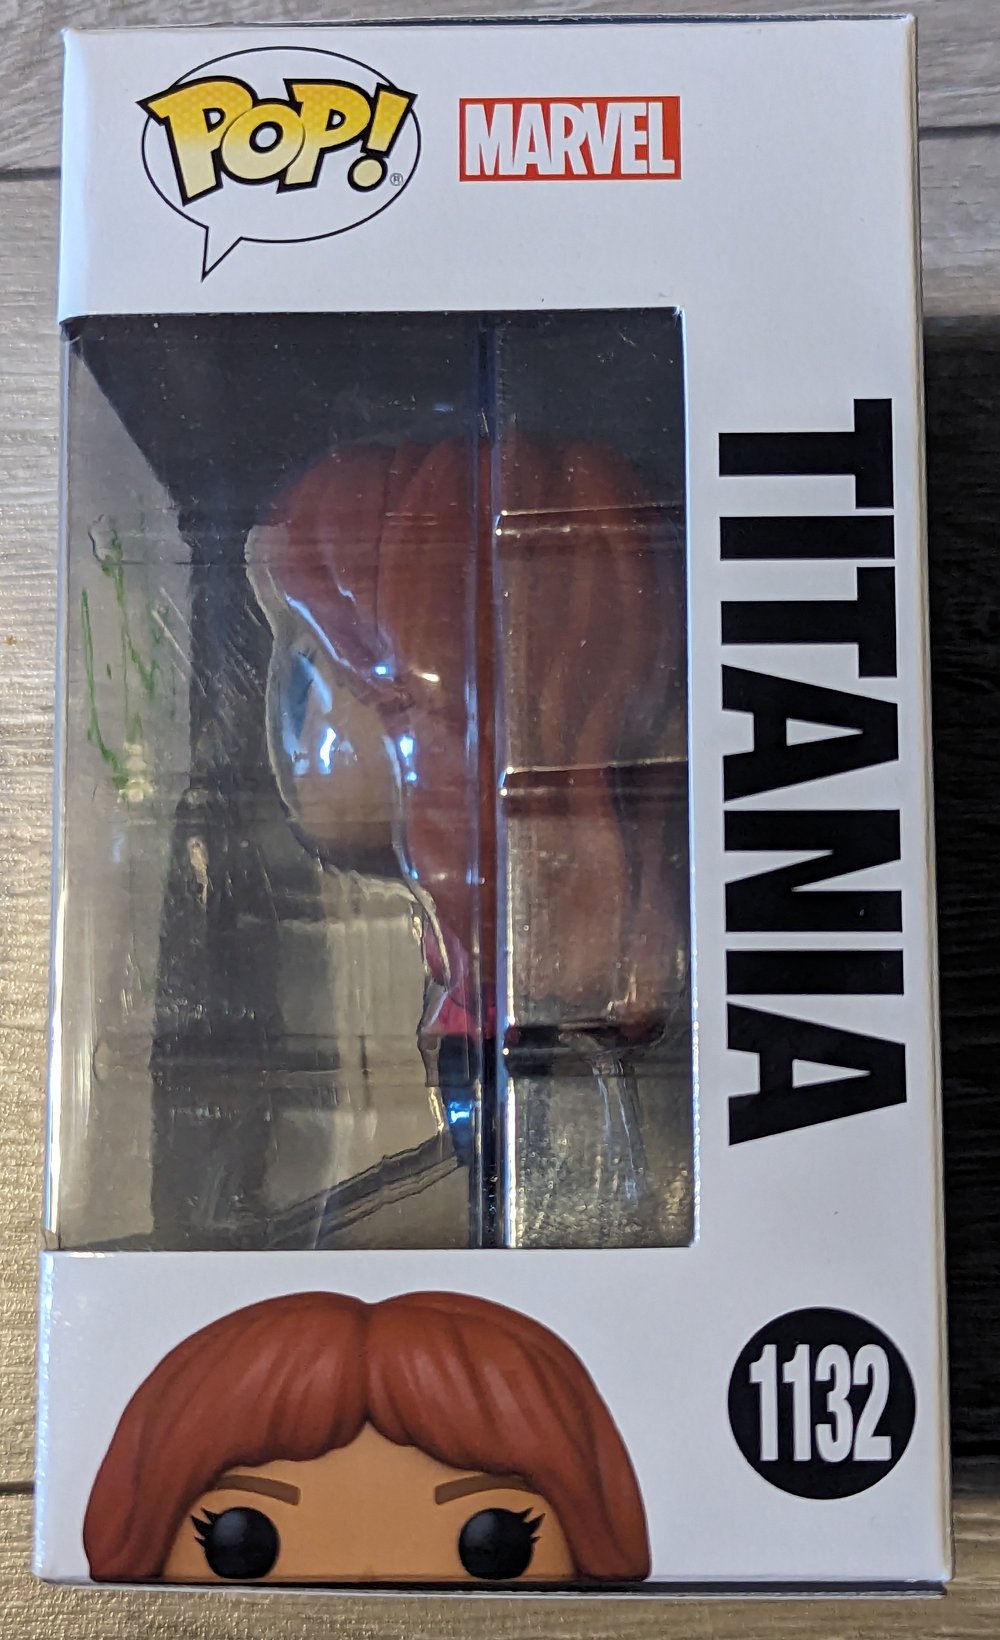 POP!®
MARVEL
TITANIA
1132